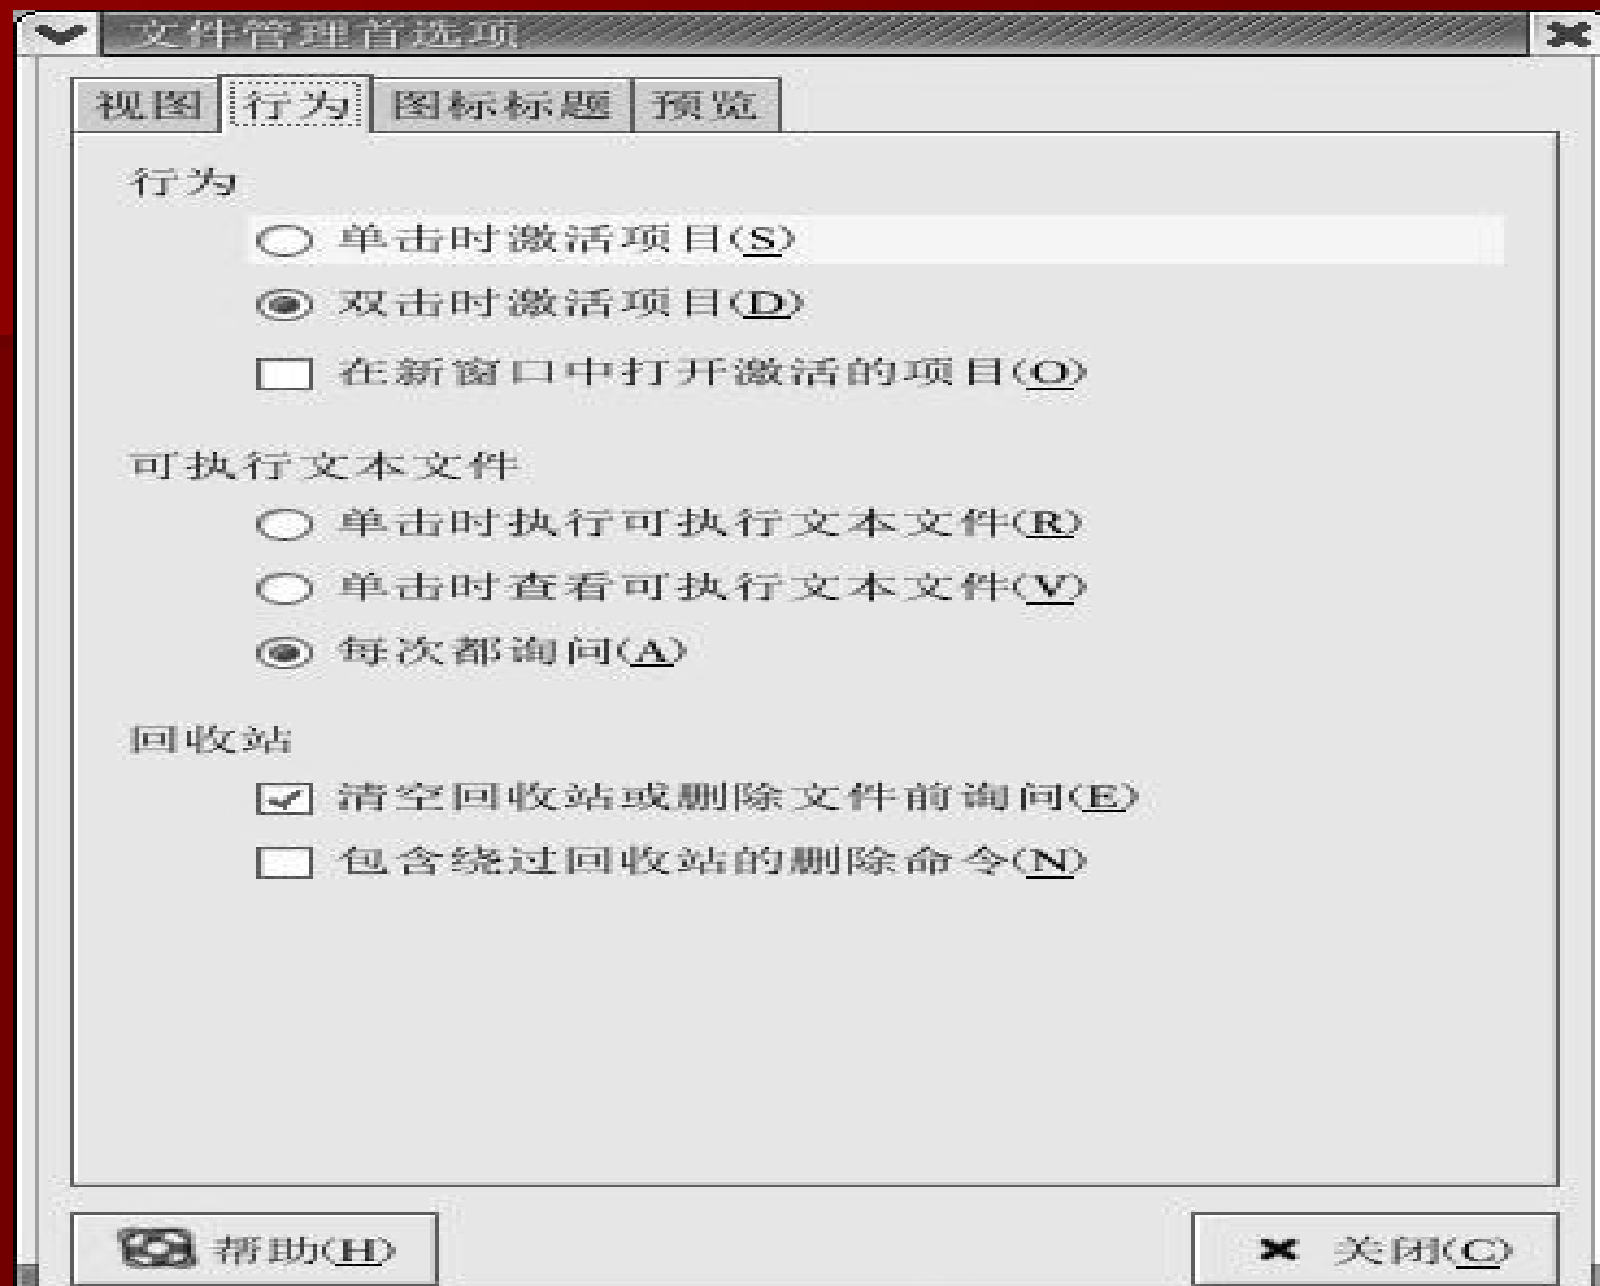 文件管理首选项
视图 行为 图标标题 预览
行为
单击时激活项目(S)
双击时激活项目(D)
在新窗口中打开激活的项目(O)
可执行文本文件
单击时执行可执行文本文件(R)
单击时查看可执行文本文件(V)
每次都询问(A)
回收站
清空回收站或删除文件前询问(E)
包含绕过回收站的删除命令(N)
帮助(H) 关闭(C)